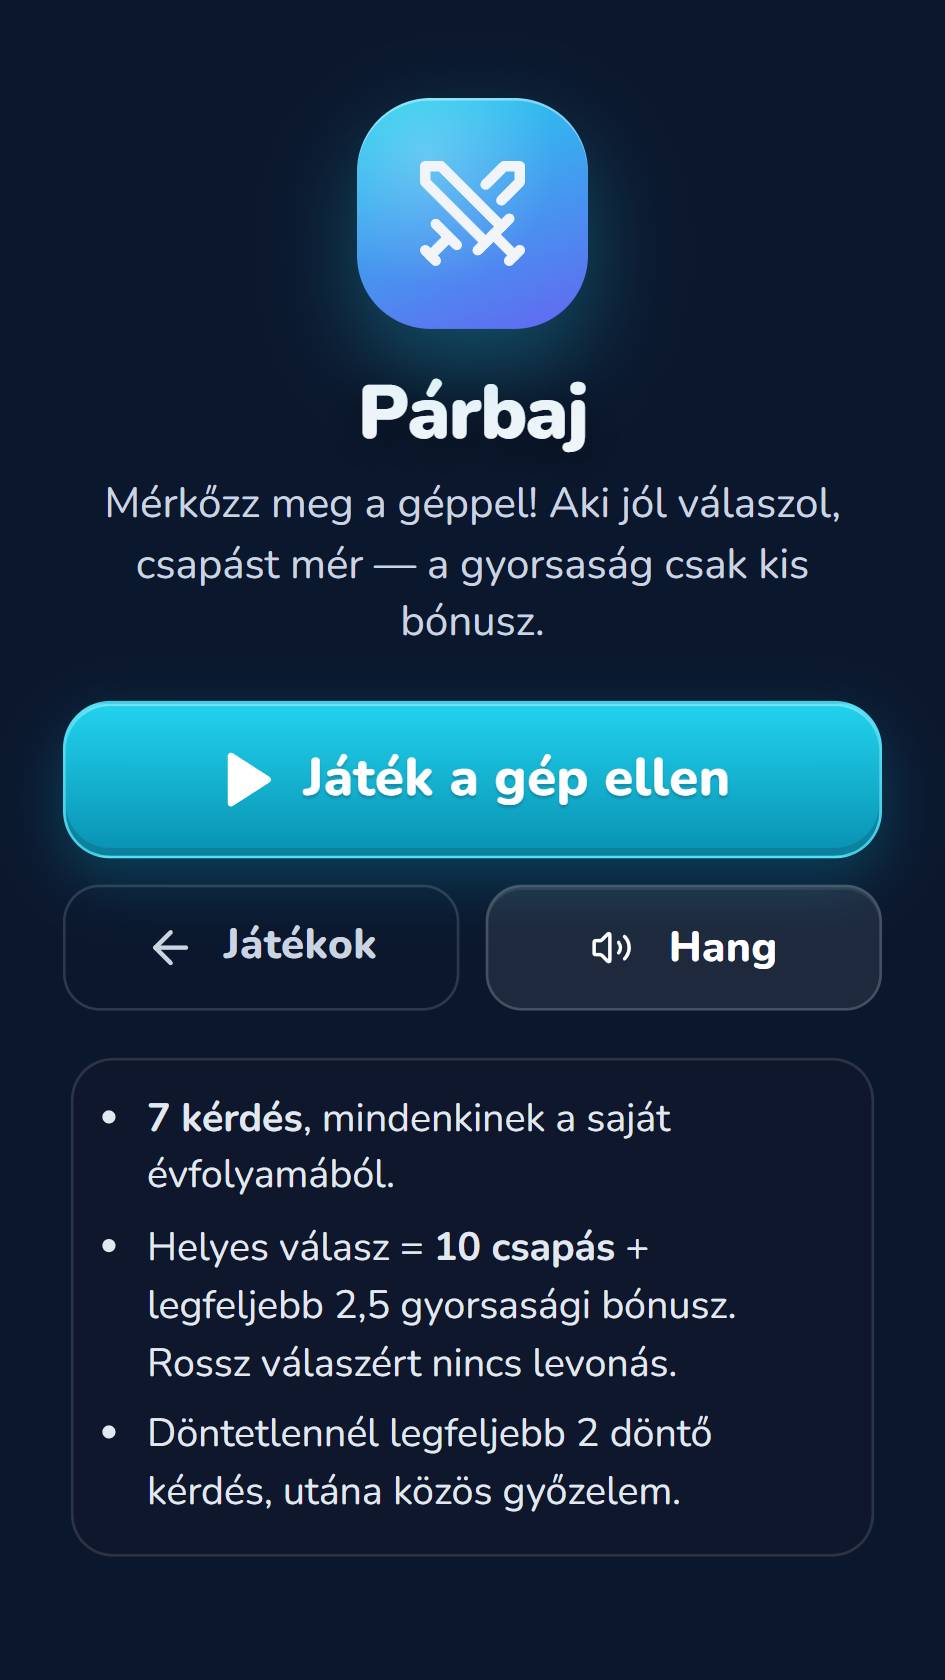 Párbaj
Mérkőzz meg a géppel! Aki jól válaszol,
csapást mér — a gyorsaság csak kis
bónusz.
Játék a gép ellen
Játékok
Hang
• 7 kérdés, mindenkinek a saját
évfolyamából.
• Helyes válasz = 10 csapás +
legfeljebb 2,5 gyorsasági bónusz.
Rossz válaszért nincs levonás.
• Döntetlennél legfeljebb 2 döntő
kérdés, utána közös győzelem.